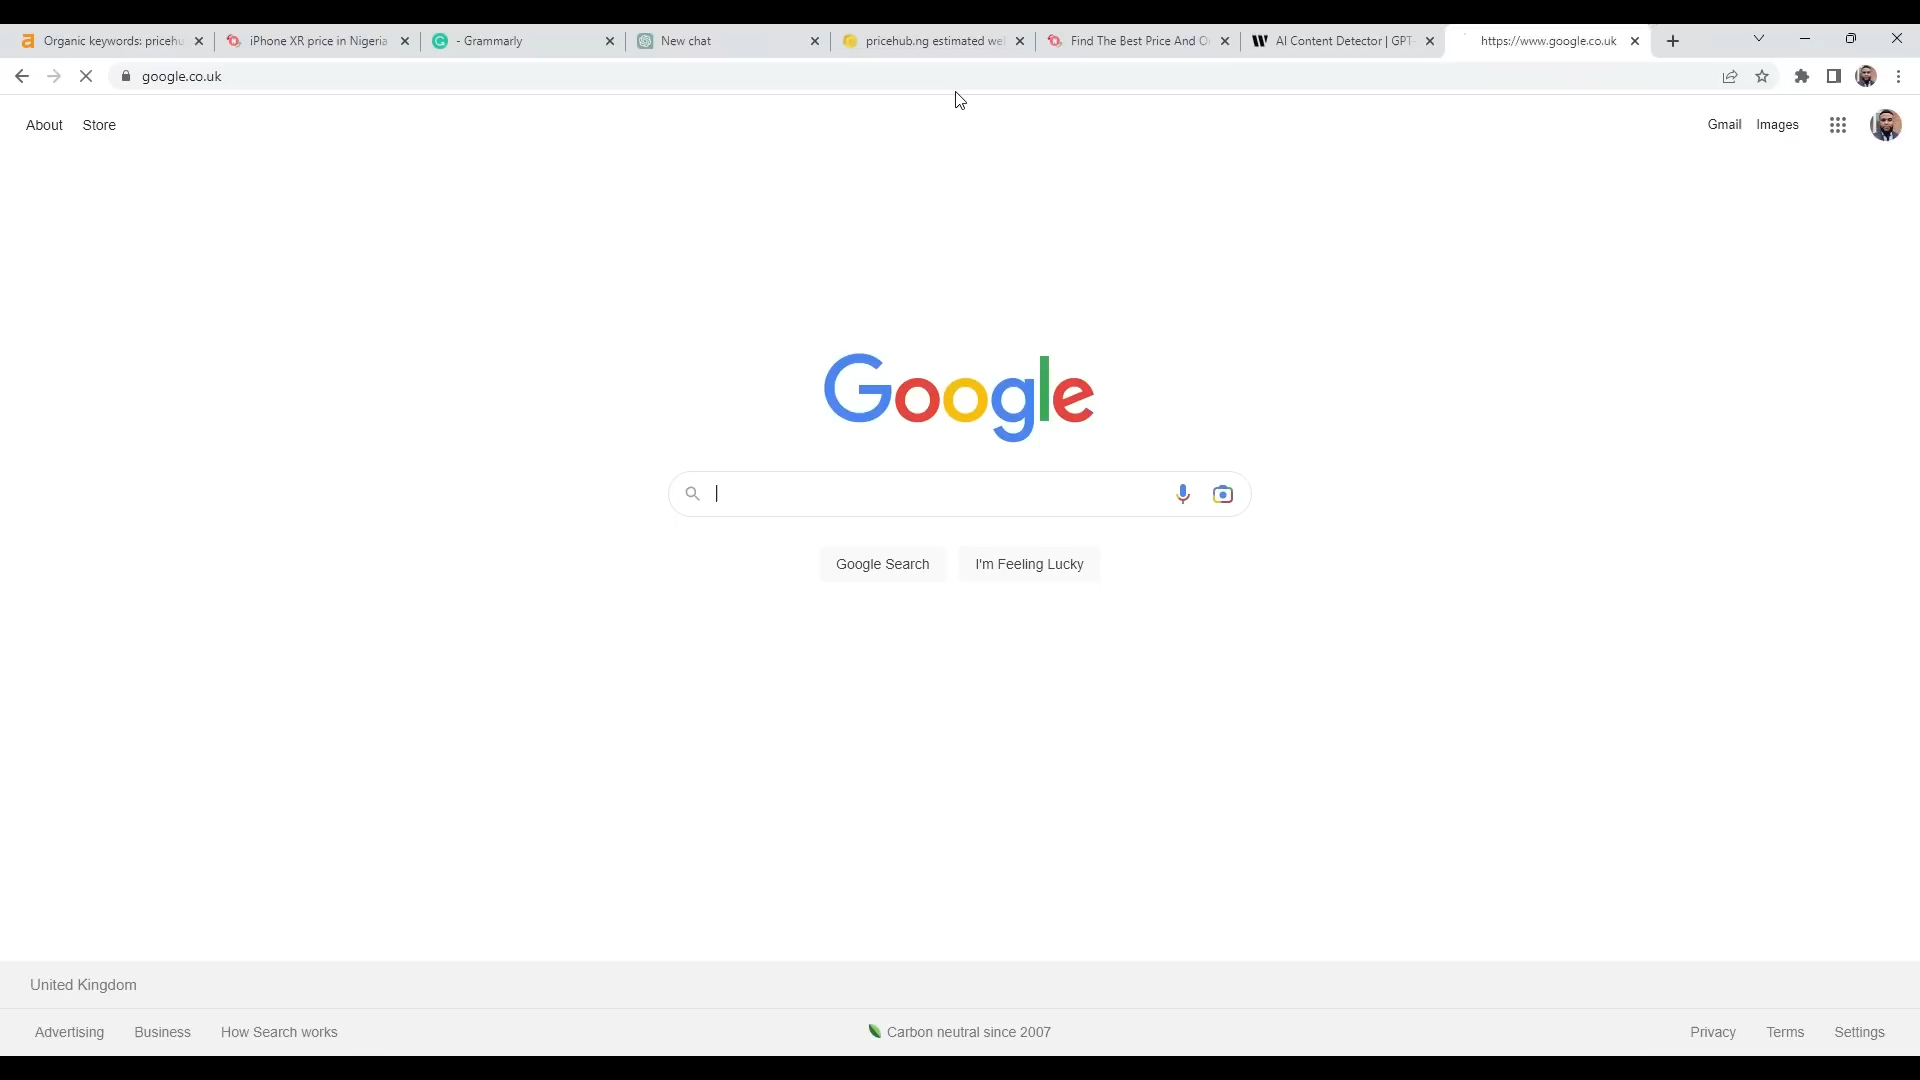 Organic keywords: pricehu
iPhone XR price in Nigeria
- Grammarly
New chat
pricehub.ng estimated we
Find The Best Price And O
AI Content Detector | GPT-
https://www.google.co.uk
google.co.uk
About Store
Gmail Images
Google
Google Search I'm Feeling Lucky
United Kingdom
Advertising Business How Search works
Carbon neutral since 2007
Privacy Terms Settings